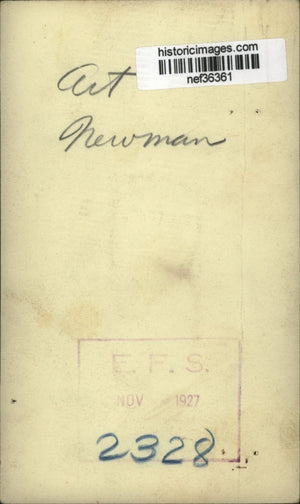 historicimages.com
nef36361
Art
Newman
E. F. S.
NOV 1927
2328